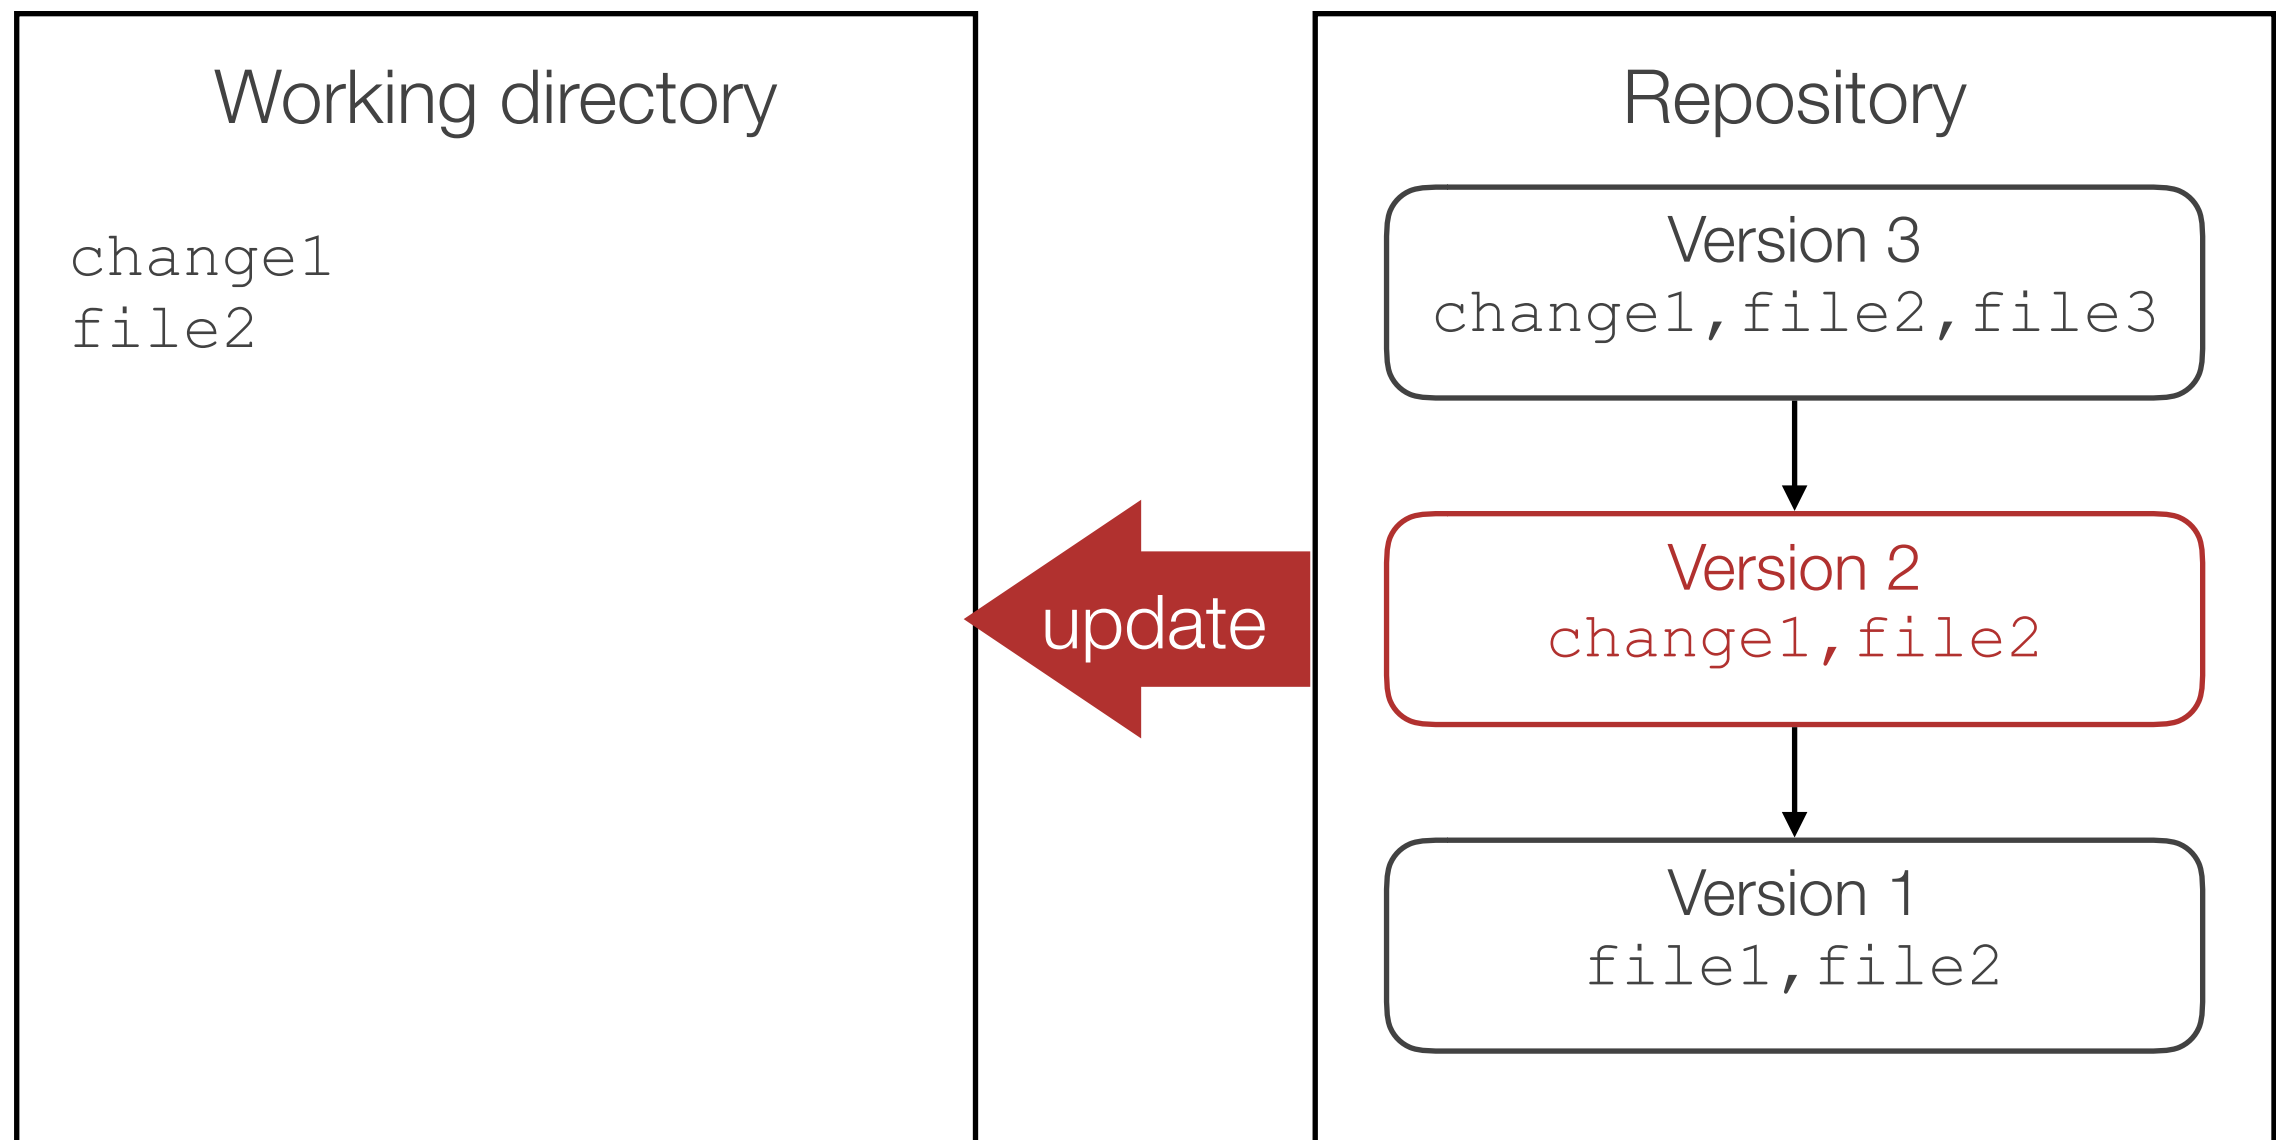 Working directory
change1
file2
update
Repository
Version 3
change1,file2,file3
Version 2
change1,file2
Version 1
file1,file2